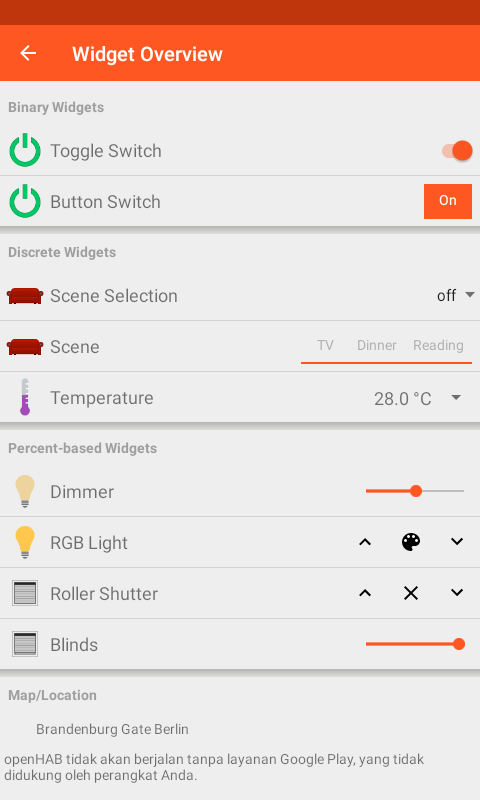 Widget Overview
Binary Widgets
Toggle Switch
Button Switch On
Discrete Widgets
Scene Selection off
Scene TV Dinner Reading
Temperature 28.0 °C
Percent-based Widgets
Dimmer
RGB Light
Roller Shutter
Blinds
Map/Location
Brandenburg Gate Berlin
openHAB tidak akan berjalan tanpa layanan Google Play, yang tidak
didukung oleh perangkat Anda.